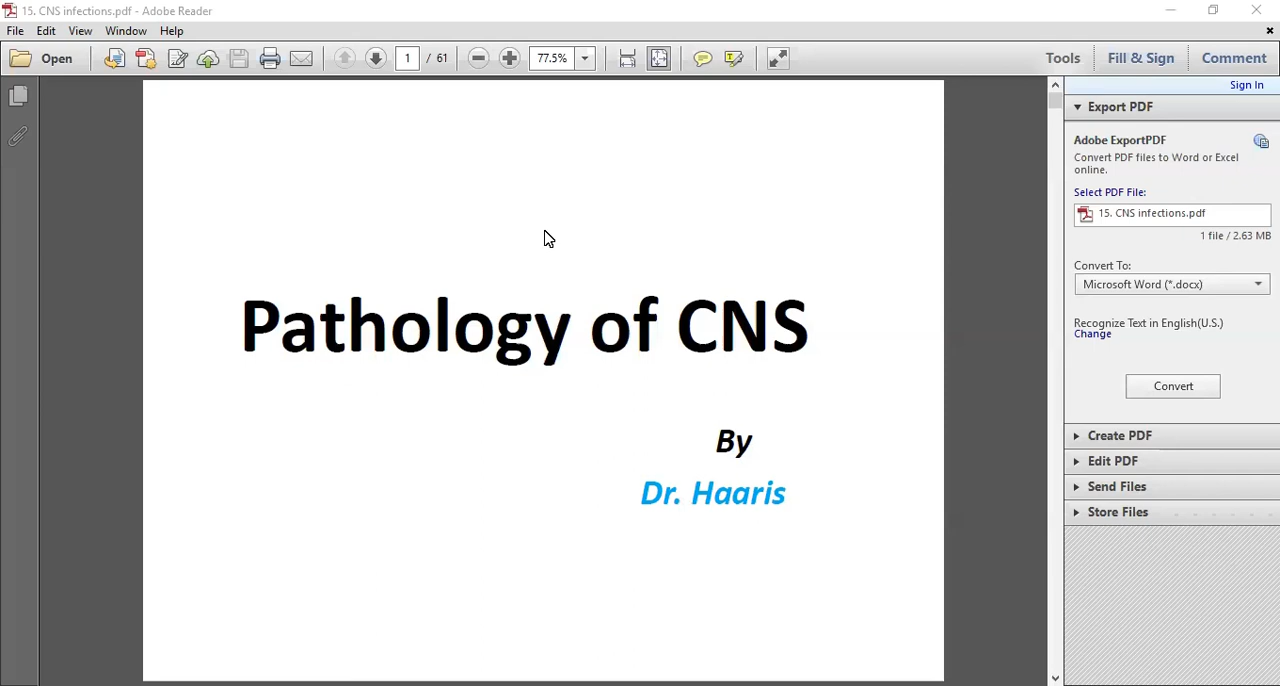 15. CNS infections.pdf - Adobe Reader
File Edit View Window Help
Open 1 / 61 77.5% Tools Fill & Sign Comment
Sign In
Export PDF
Adobe ExportPDF
Convert PDF files to Word or Excel
online.
Select PDF File:
15. CNS infections.pdf
1 file / 2.63 MB
Convert To:
Microsoft Word (*.docx)
Recognize Text in English(U.S.)
Change
Convert
Create PDF
Edit PDF
Send Files
Store Files
Pathology of CNS
By
Dr. Haaris